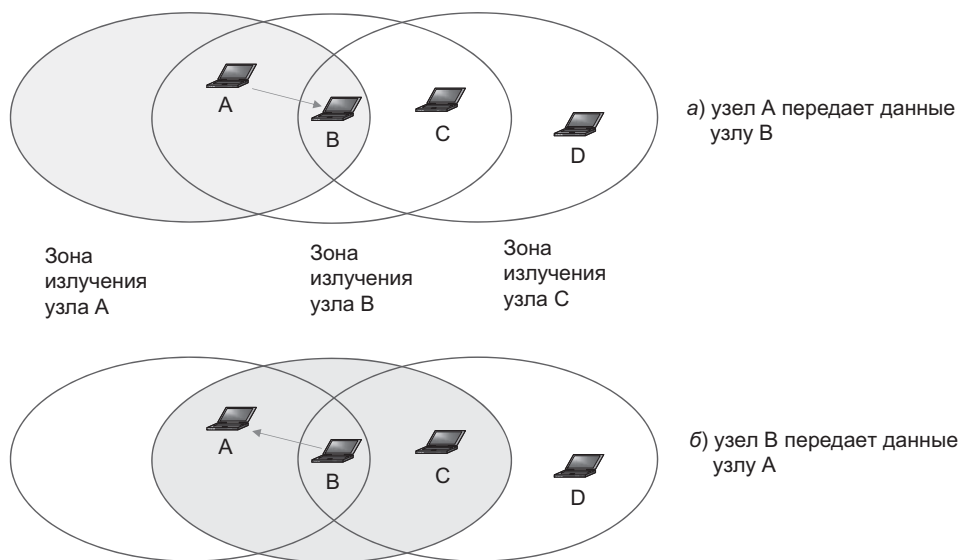 A
B
C
D
а) узел А передает данные
узлу В
Зона
излучения
узла А
Зона
излучения
узла В
Зона
излучения
узла С
A
B
C
D
б) узел В передает данные
узлу А